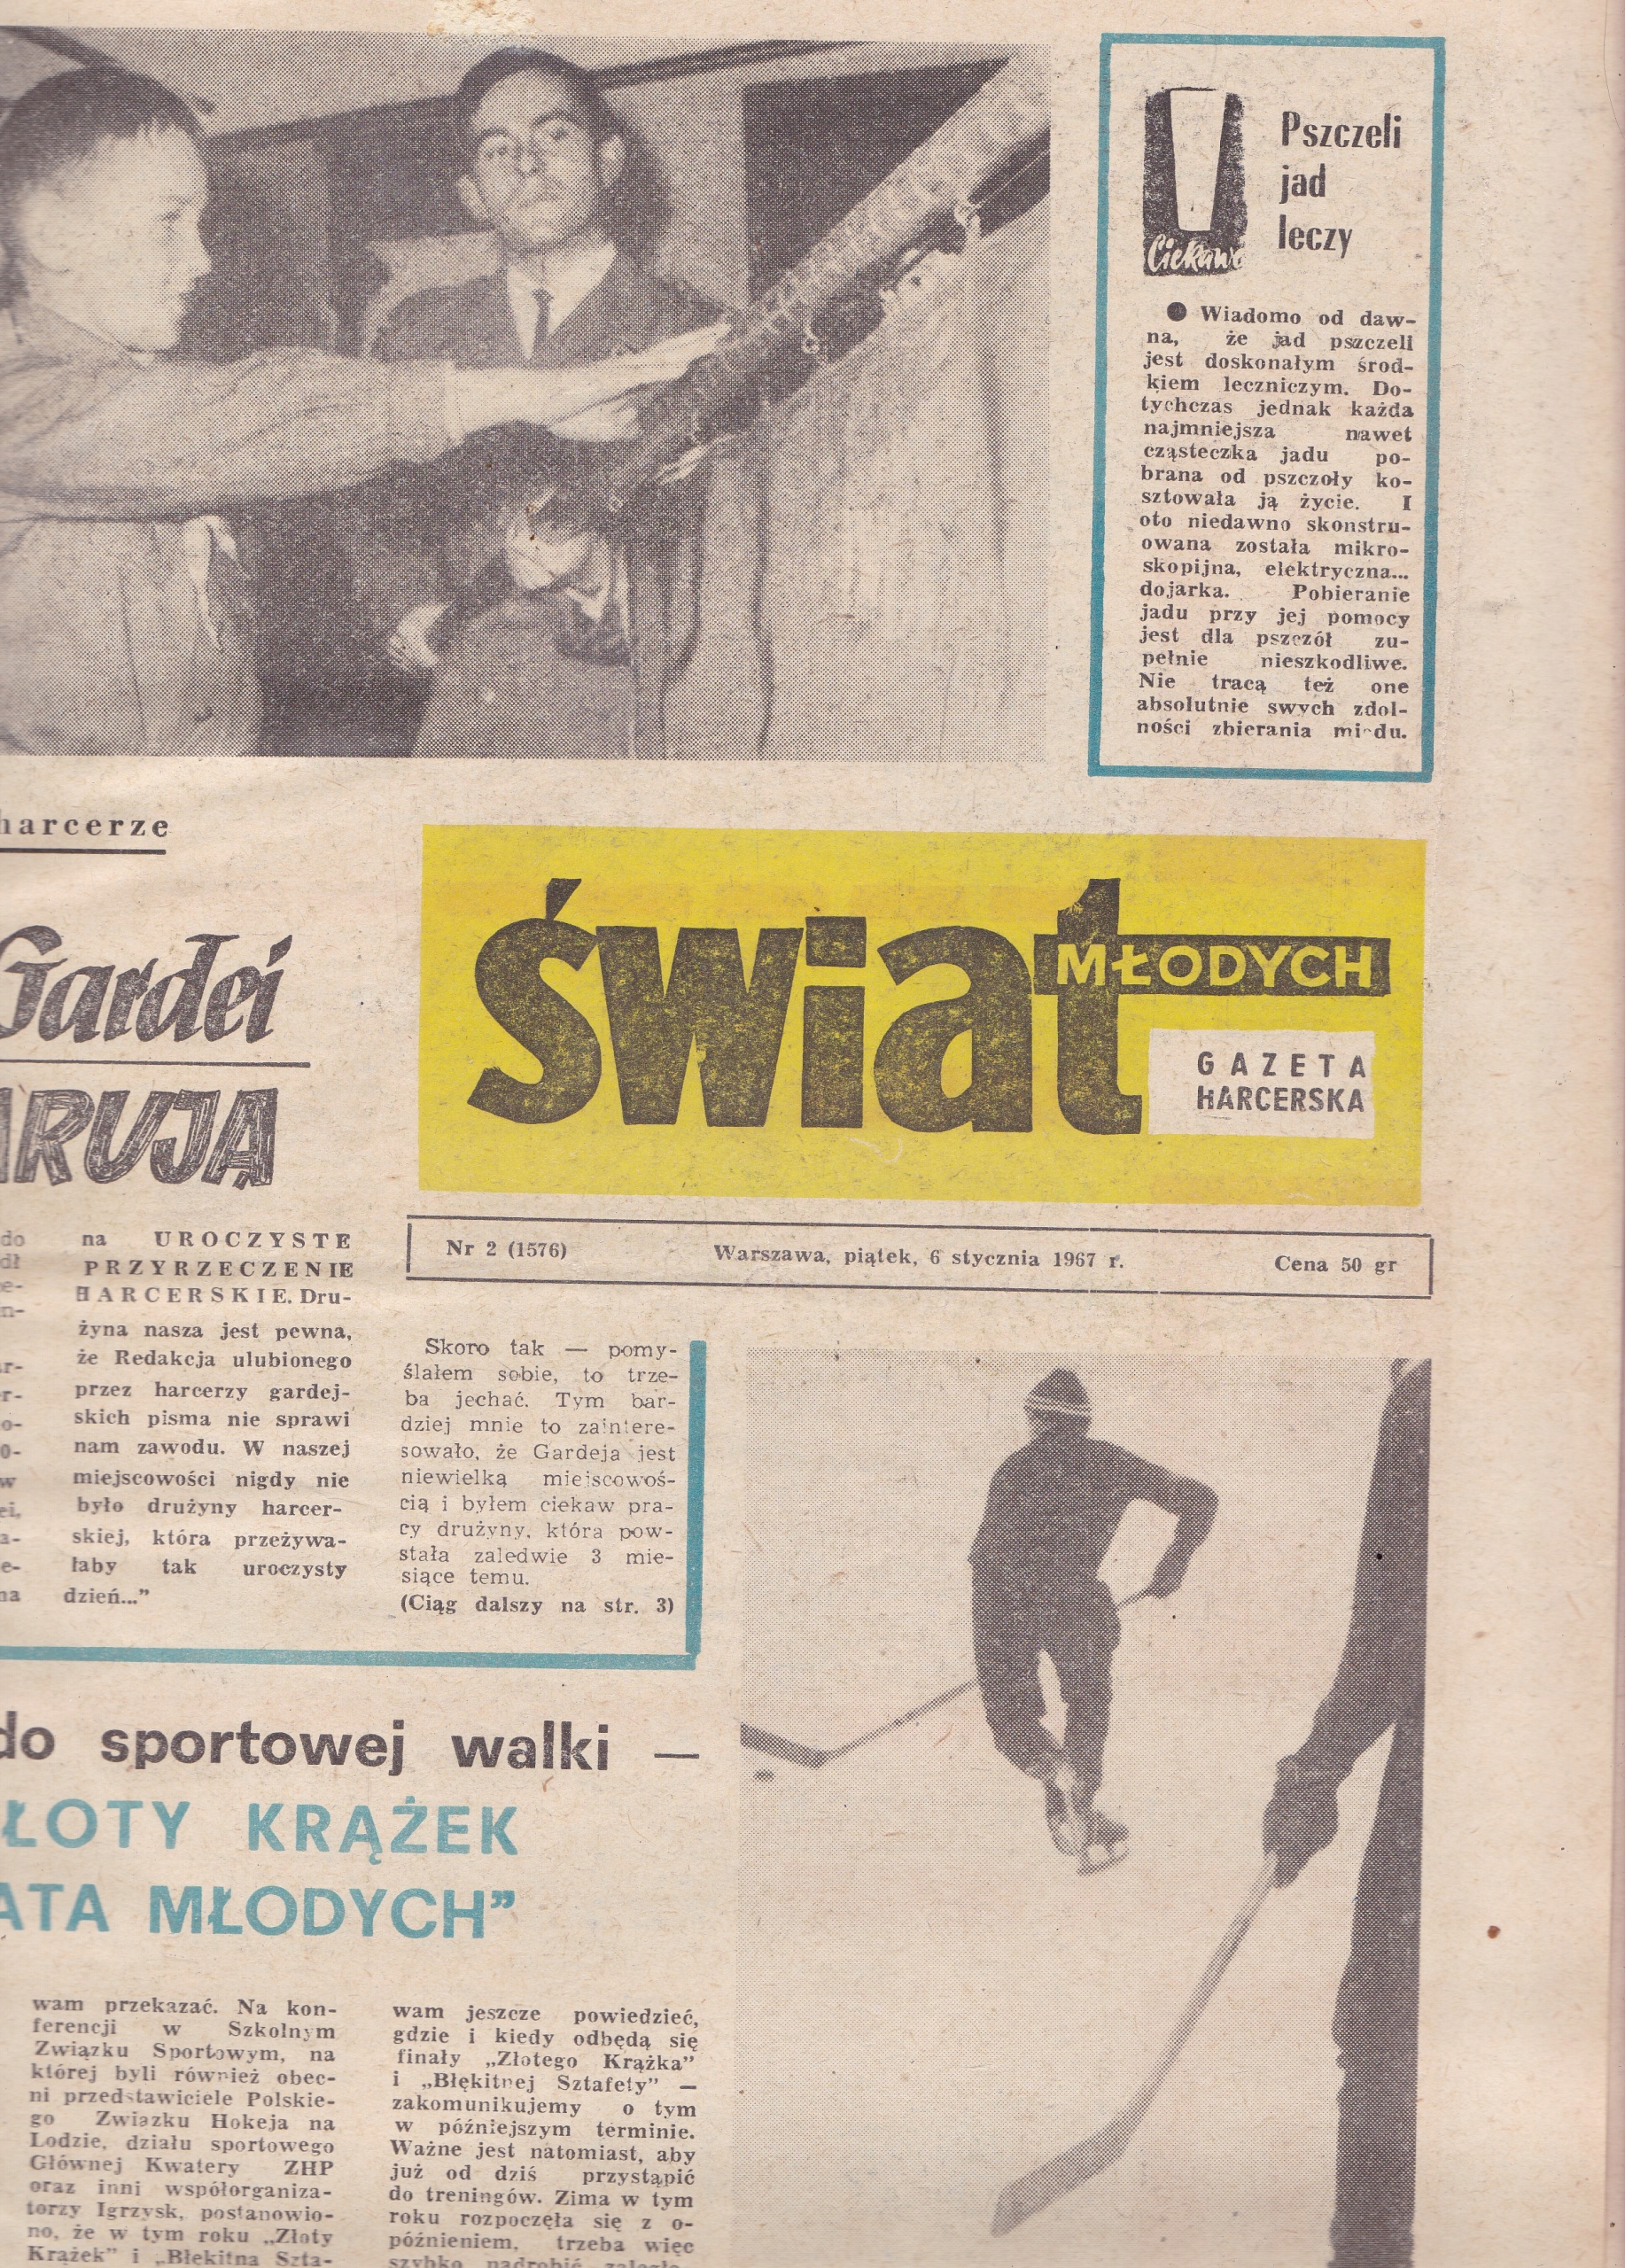 Ciekawe
Pszczeli
jad
leczy
● Wiadomo od daw-
na, że jad pszczeli
jest doskonałym środ-
kiem leczniczym. Do-
tychczas jednak każda
najmniejsza nawet
cząsteczka jadu po-
brana od pszczoły ko-
sztowała ją życie. I
oto niedawno skonstru-
owana została mikro-
skopijna, elektryczna...
dojarka. Pobieranie
jadu przy jej pomocy
jest dla pszczół zu-
pełnie nieszkodliwe.
Nie tracą też one
absolutnie swych zdol-
ności zbierania miodu.
harcerze
Gardei
RUJĄ
świat
MŁODYCH
GAZETA
HARCERSKA
Nr 2 (1576) Warszawa, piątek, 6 stycznia 1967 r. Cena 50 gr
do
dł
e-
n-
r-
r-
o-
0-
w
ei,
a-
e-
na
na UROCZYSTE
PRZYRZECZENIE
HARCERSKIE. Dru-
żyna nasza jest pewna,
że Redakcja ulubionego
przez harcerzy gardej-
skich pisma nie sprawi
nam zawodu. W naszej
miejscowości nigdy nie
było drużyny harcer-
skiej, która przeżywa-
łaby tak uroczysty
dzień..."
Skoro tak — pomy-
ślałem sobie, to trze-
ba jechać. Tym bar-
dziej mnie to zaintere-
sowało, że Gardeja jest
niewielką miejscowoś-
cią i byłem ciekaw pra-
cy drużyny, która pow-
stała zaledwie 3 mie-
siące temu.
(Ciąg dalszy na str. 3)
do sportowej walki —
ŁOTY KRĄŻEK
ATA MŁODYCH”
wam przekazać. Na kon-
ferencji w Szkolnym
Związku Sportowym, na
której byli również obec-
ni przedstawiciele Polskie-
go Związku Hokeja na
Lodzie, działu sportowego
Głównej Kwatery ZHP
oraz inni współorganiza-
torzy Igrzysk, postanowio-
no, że w tym roku „Złoty
Krążek” i „Błękitna Szta-
wam jeszcze powiedzieć,
gdzie i kiedy odbędą się
finały „Złotego Krążka”
i „Błękitnej Sztafety” —
zakomunikujemy o tym
w późniejszym terminie.
Ważne jest natomiast, aby
już od dziś przystąpić
do treningów. Zima w tym
roku rozpoczęła się z o-
późnieniem, trzeba więc
szybko nadrobić zaległo-